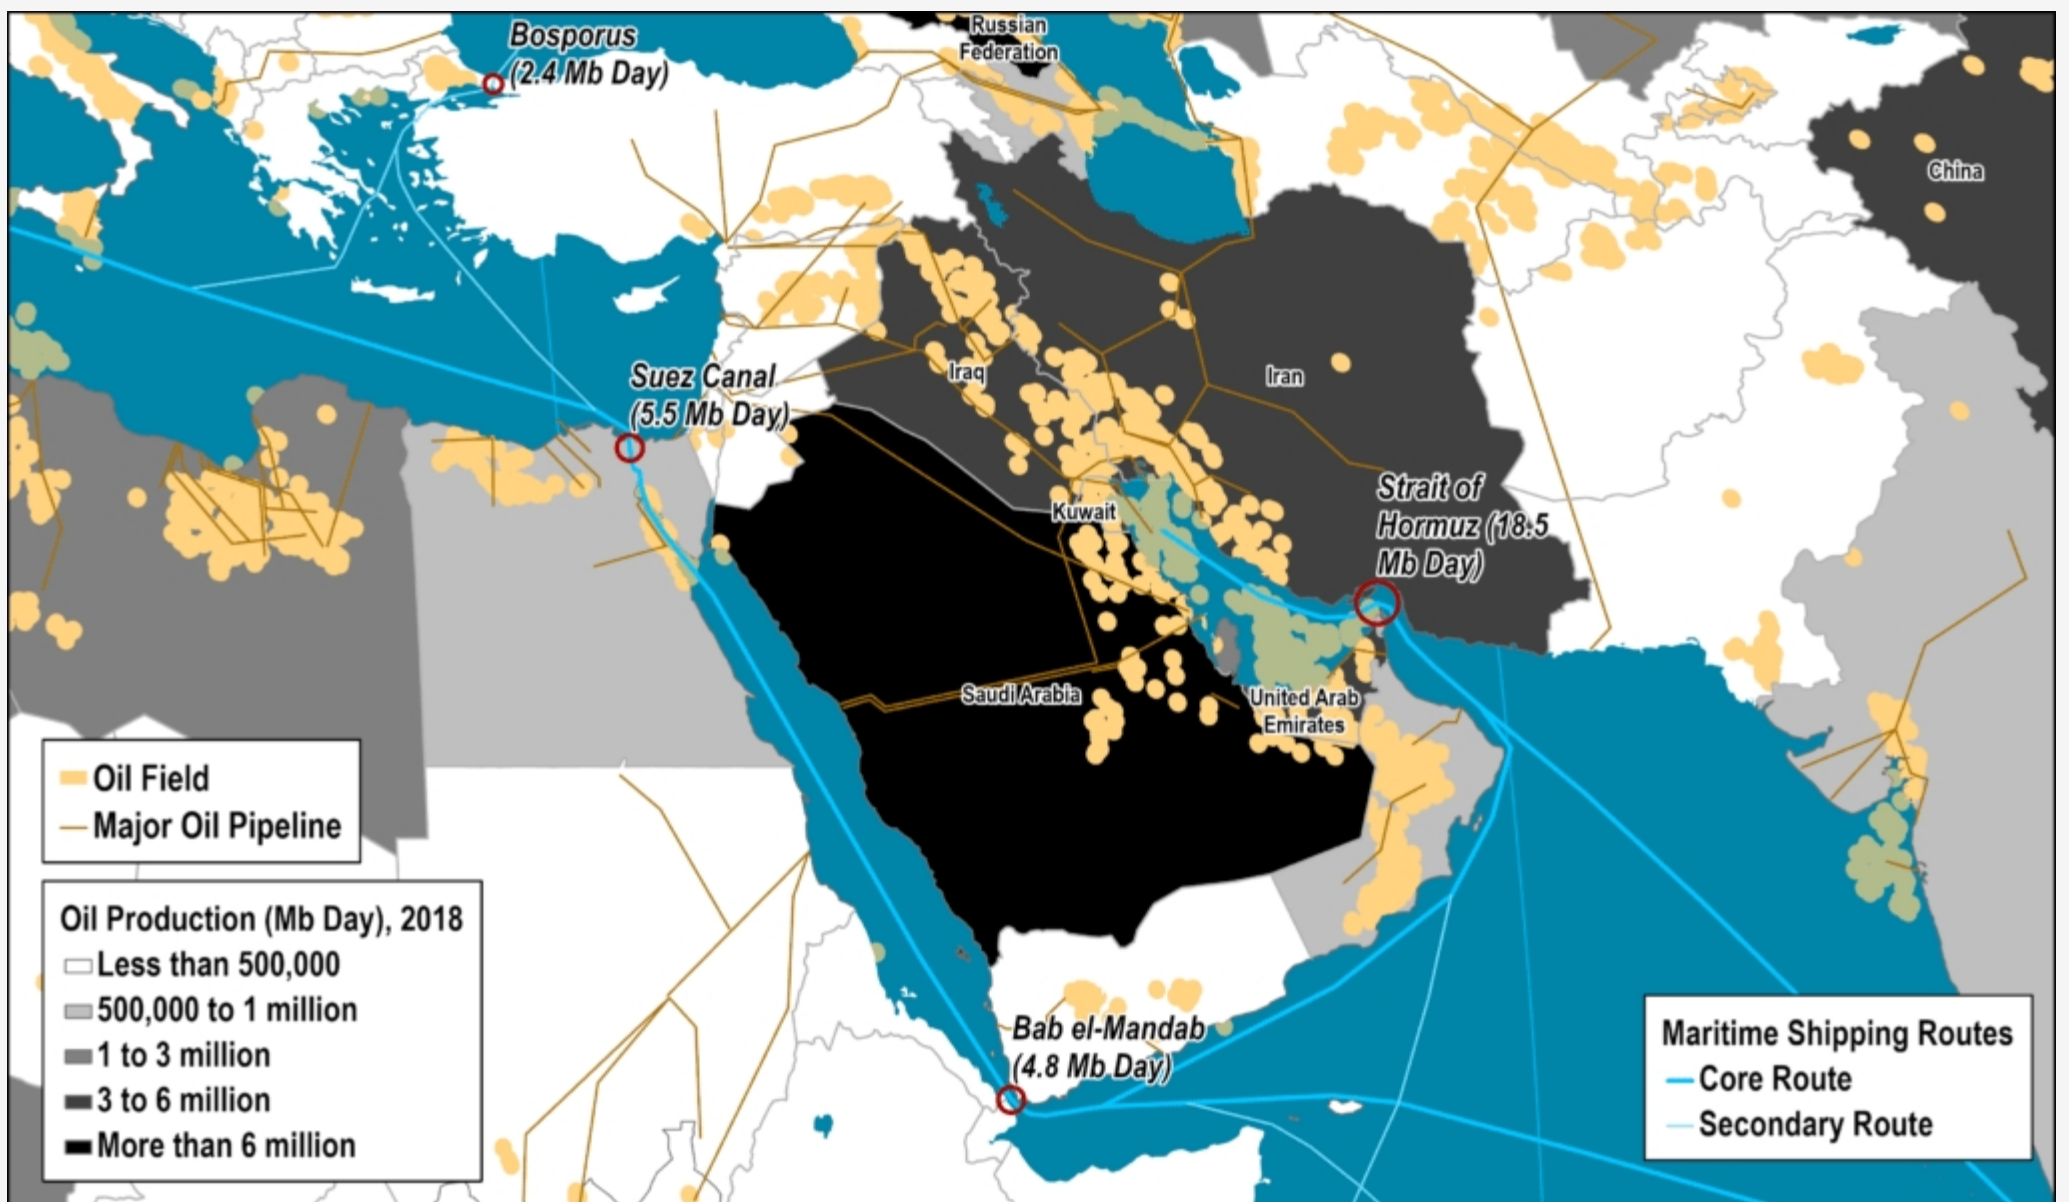 Russian
Federation
Bosporus
(2.4 Mb Day)
China
Suez Canal
(5.5 Mb Day)
Iraq
Iran
Strait of
Hormuz (18.5
Mb Day)
Kuwait
Saudi Arabia
United Arab
Emirates
Bab el-Mandab
(4.8 Mb Day)
Oil Field
Major Oil Pipeline
Oil Production (Mb Day), 2018
Less than 500,000
500,000 to 1 million
1 to 3 million
3 to 6 million
More than 6 million
Maritime Shipping Routes
Core Route
Secondary Route